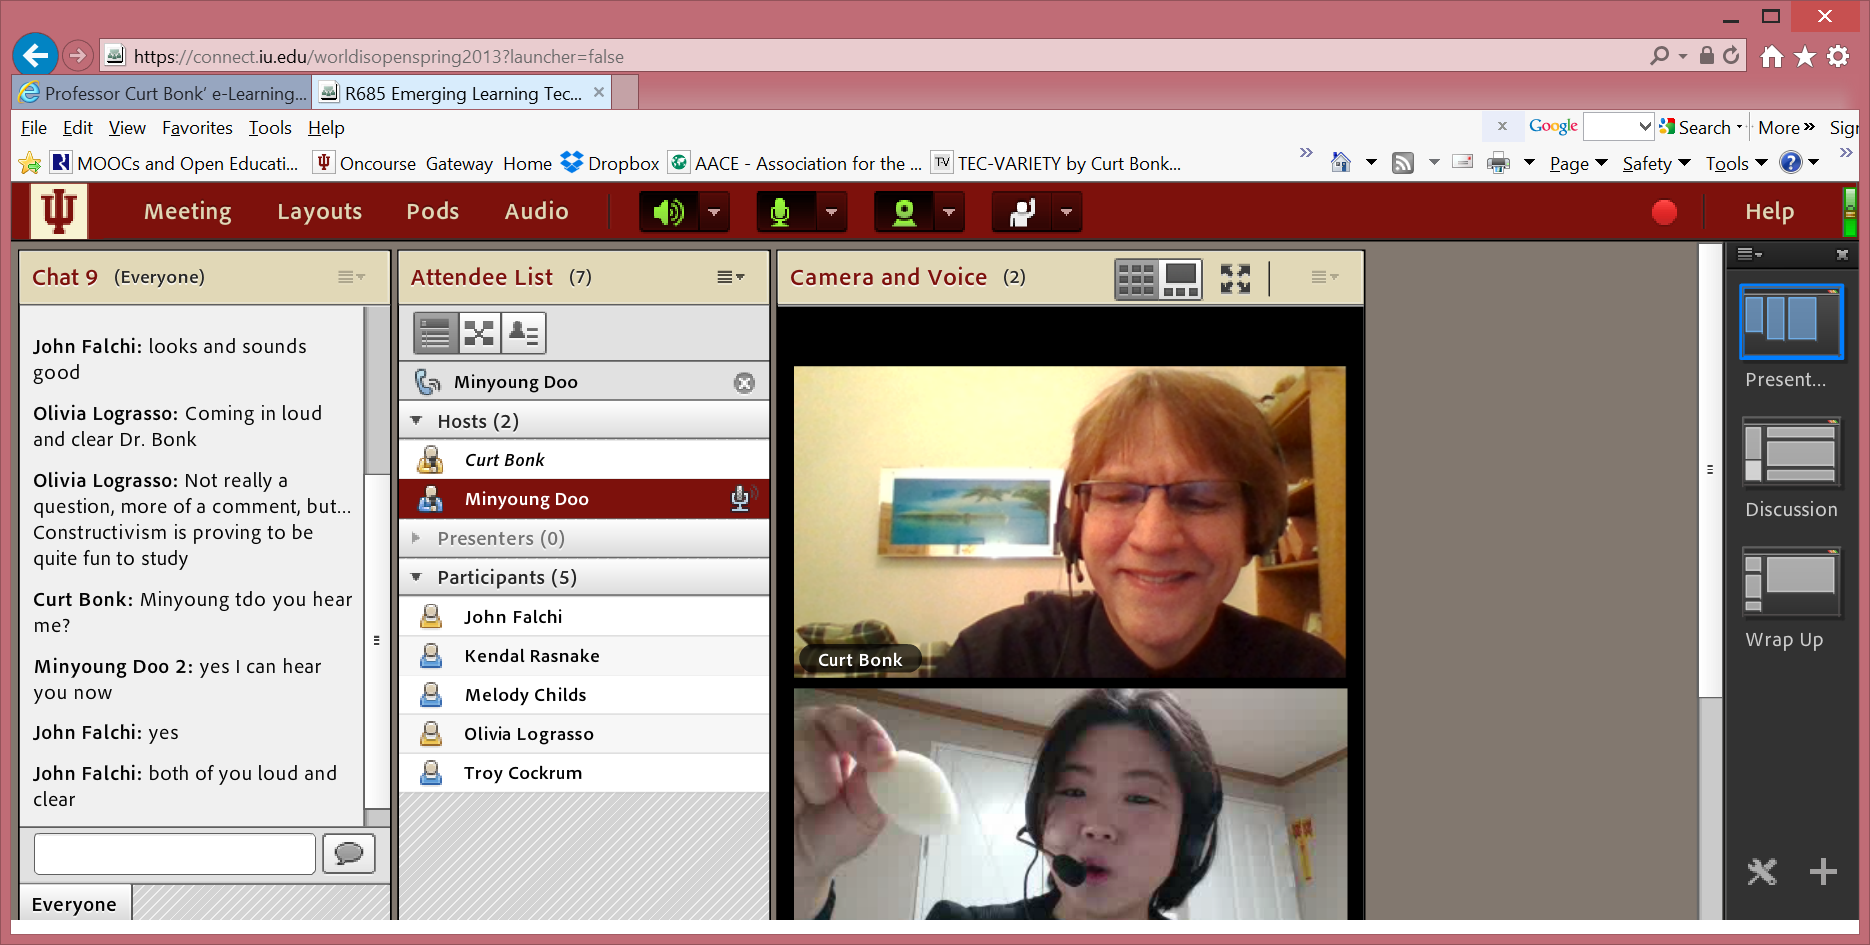 https://connect.iu.edu/worldisopenspring2013?launcher=false
Professor Curt Bonk' e-Learning...
R685 Emerging Learning Tec...
File Edit View Favorites Tools Help
x Google Search More » Sign
MOOCs and Open Educati... Oncourse Gateway Home Dropbox AACE - Association for the ... TV TEC-VARIETY by Curt Bonk... » Page Safety Tools »
Meeting Layouts Pods Audio Help
Chat 9 (Everyone)
John Falchi: looks and sounds
good
Olivia Lograsso: Coming in loud
and clear Dr. Bonk
Olivia Lograsso: Not really a
question, more of a comment, but...
Constructivism is proving to be
quite fun to study
Curt Bonk: Minyoung tdo you hear
me?
Minyoung Doo 2: yes I can hear
you now
John Falchi: yes
John Falchi: both of you loud and
clear
Everyone
Attendee List (7)
Minyoung Doo
Hosts (2)
Curt Bonk
Minyoung Doo
Presenters (0)
Participants (5)
John Falchi
Kendal Rasnake
Melody Childs
Olivia Lograsso
Troy Cockrum
Camera and Voice (2)
Curt Bonk
Present...
Discussion
Wrap Up